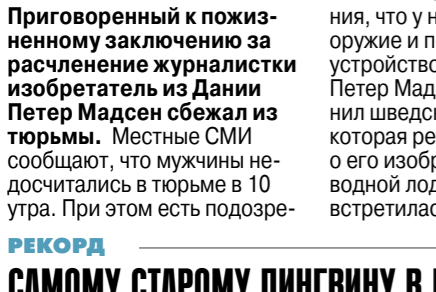 Приговоренный к пожиз-
ненному заключению за
расчленение журналистки
изобретатель из Дании
Петер Мадсен сбежал из
тюрьмы. Местные СМИ
сообщают, что мужчины не-
досчитались в тюрьме в 10
утра. При этом есть подозре-
ния, что у н
оружие и п
устройство
Петер Мад
нил шведс
которая ре
о его изобр
водной лод
встретилас
РЕКОРД
САМОМУ СТАРОМУ ПИНГВИНУ В